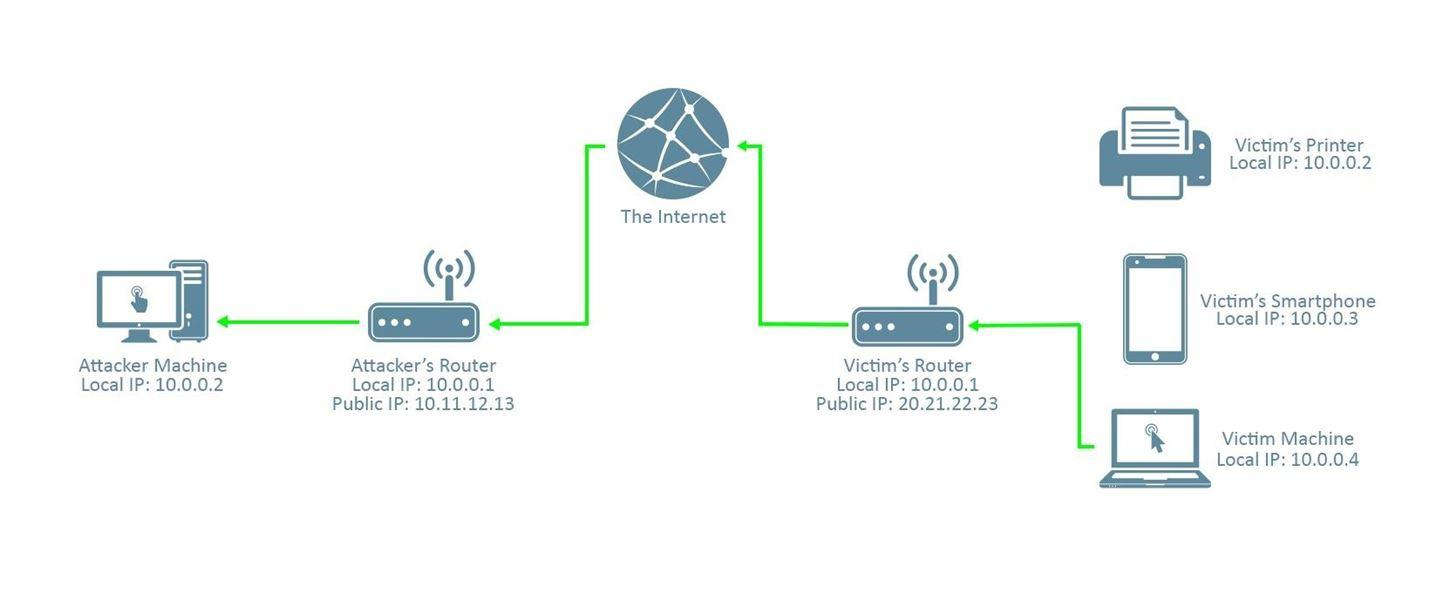 Victim's Printer
Local IP: 10.0.0.2
The Internet
Victim's Smartphone
Local IP: 10.0.0.3
Attacker Machine
Local IP: 10.0.0.2
Attacker's Router
Local IP: 10.0.0.1
Public IP: 10.11.12.13
Victim's Router
Local IP: 10.0.0.1
Public IP: 20.21.22.23
Victim Machine
Local IP: 10.0.0.4